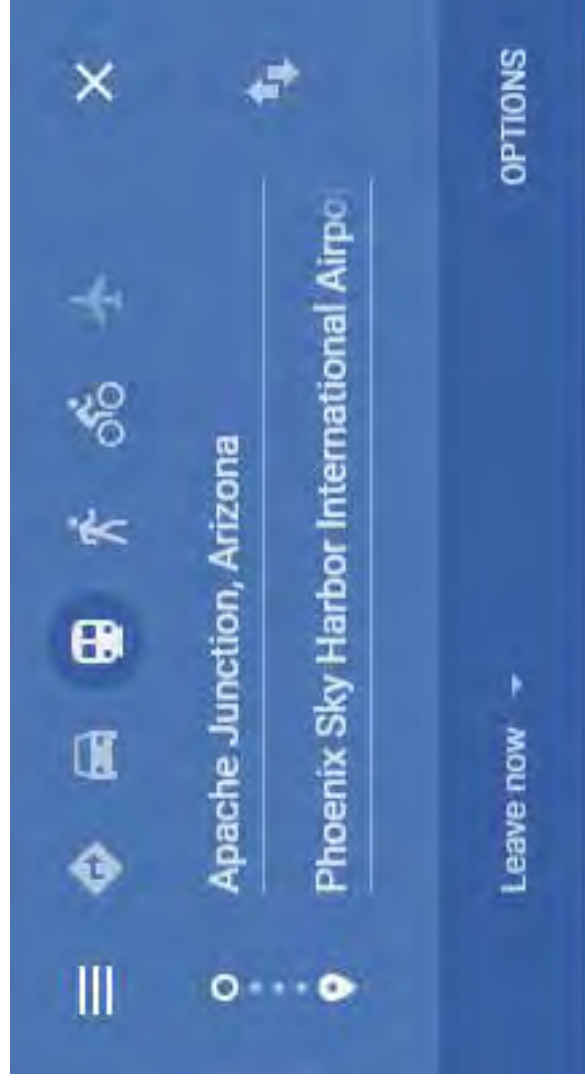 Apache Junction, Arizona
Phoenix Sky Harbor International Airpo
Leave now
OPTIONS